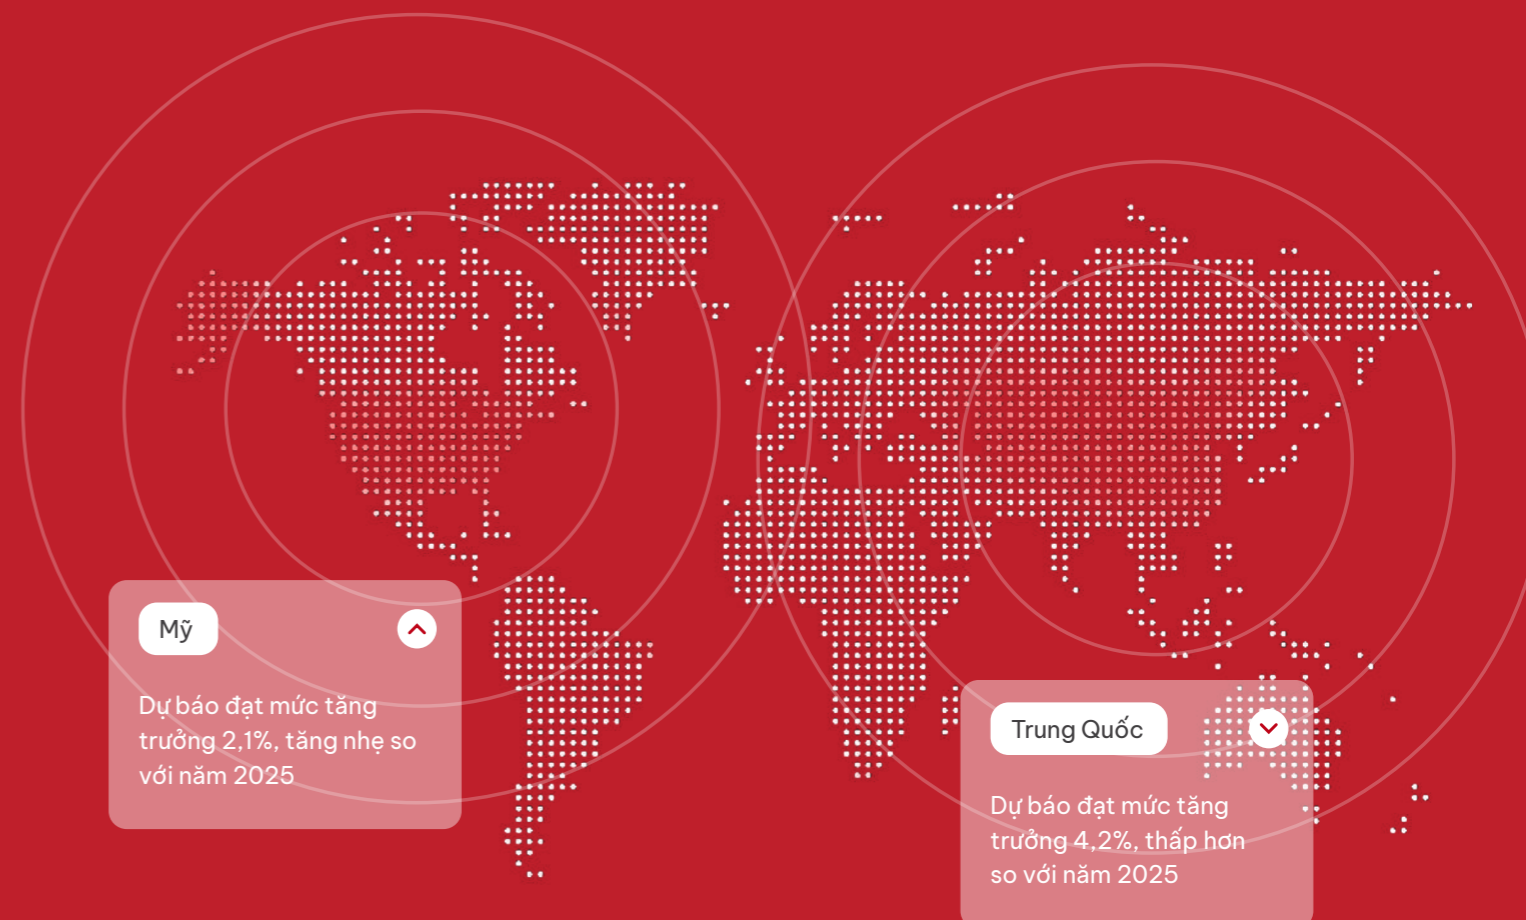 Mỹ
Dự báo đạt mức tăng
trưởng 2,1%, tăng nhẹ so
với năm 2025
Trung Quốc
Dự báo đạt mức tăng
trưởng 4,2%, thấp hơn
so với năm 2025